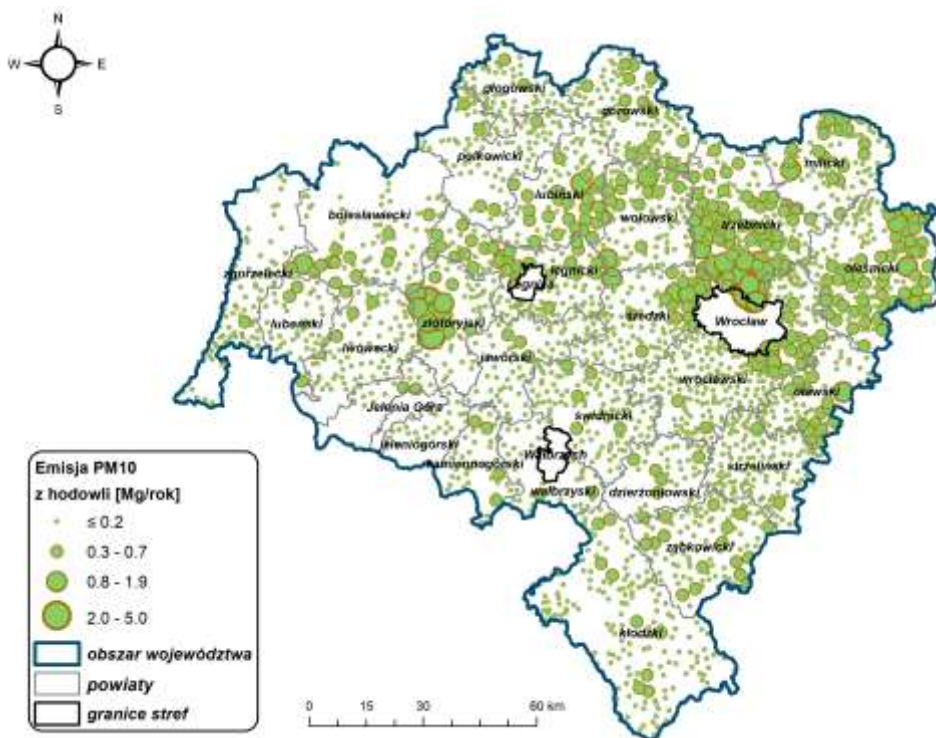 N
W
E
S
głogowski
górowski
polkowicki
milicki
lubiński
bolesławiecki
wołowski
trzebnicki
zgorzelecki
legnicki
oleśnicki
Legnica
Wrocław
średzki
złotoryjski
lubański
lwówecki
jaworski
wrocławski
oławski
Jelenia Góra
świdnicki
jeleniogórski
Wałbrzych
kamiennogórski
strzeliński
wałbrzyski
dzierżoniowski
ząbkowicki
kłodzki
Emisja PM10
z hodowli [Mg/rok]
≤ 0.2
0.3 - 0.7
0.8 - 1.9
2.0 - 5.0
obszar województwa
powiaty
granice stref
0 15 30 60 km